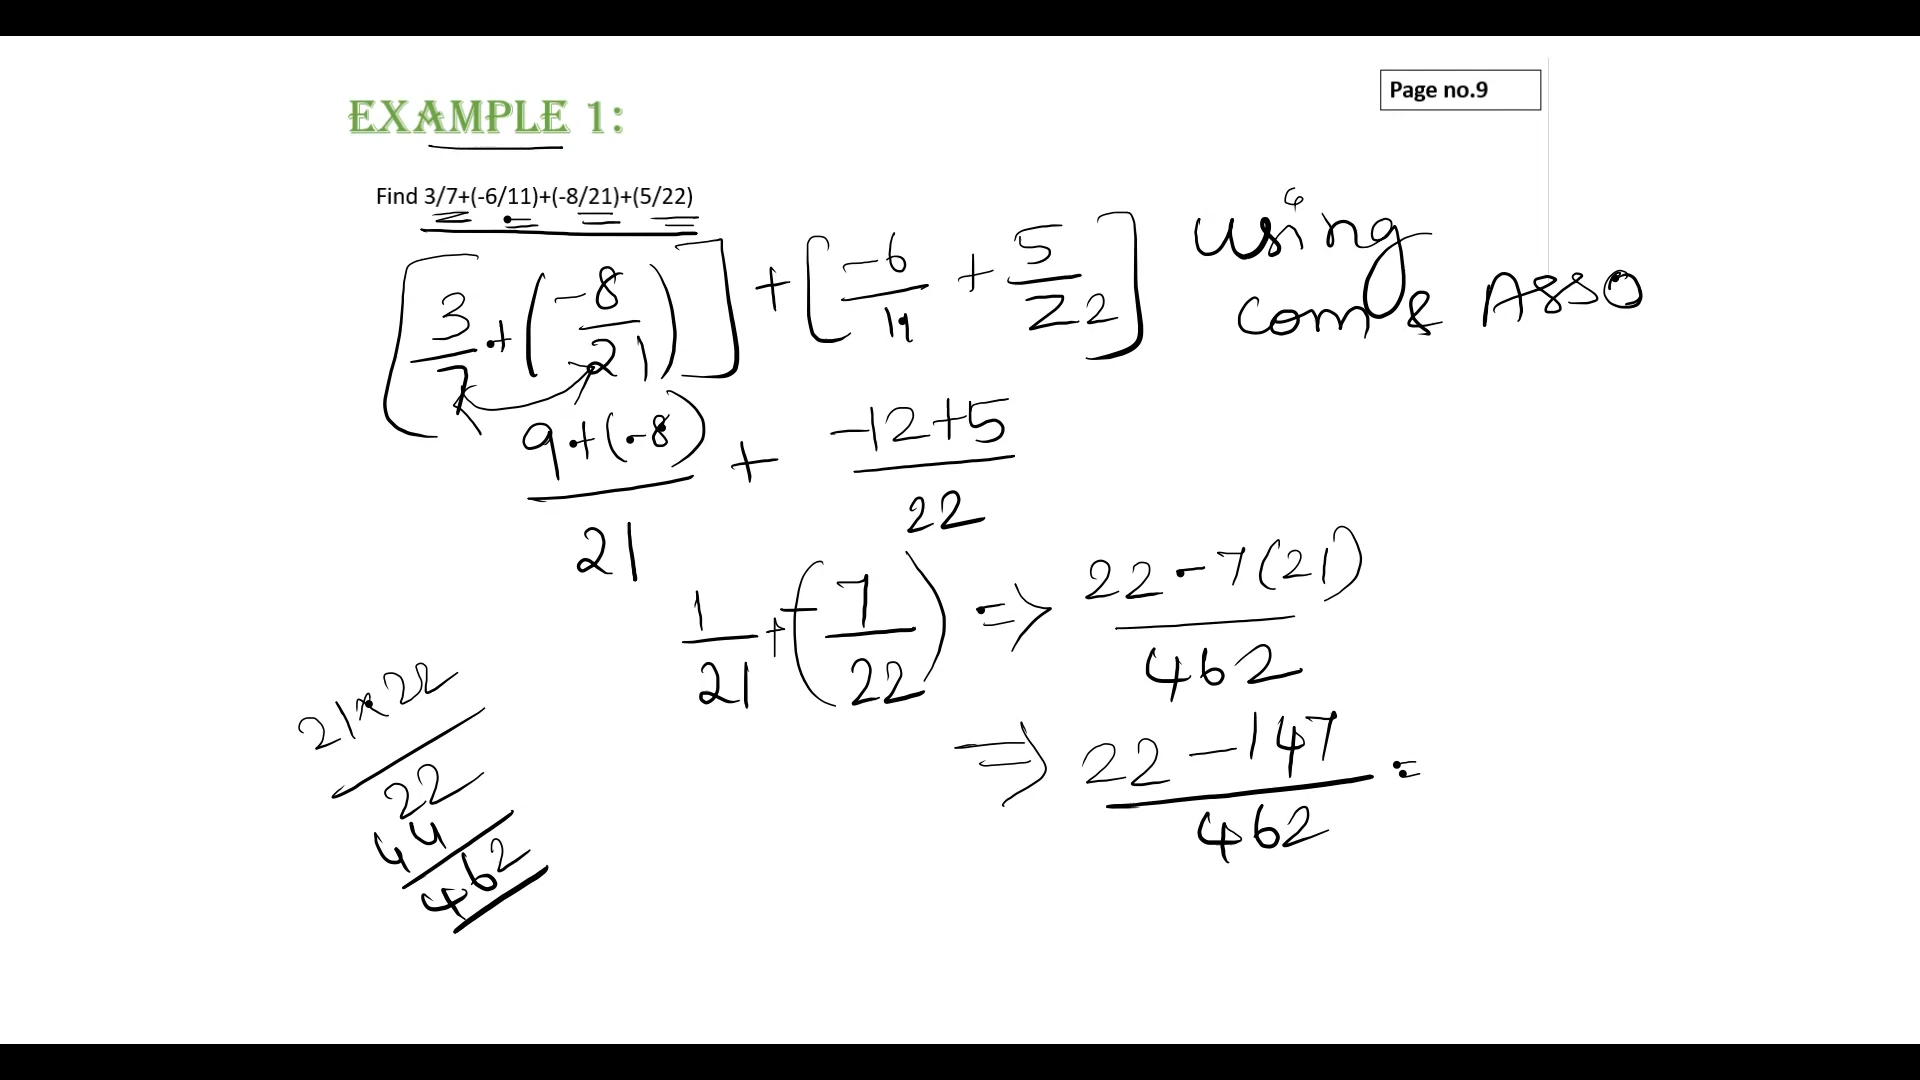 Page no.9
EXAMPLE 1:
Find 3/7+(-6/11)+(-8/21)+(5/22)
[3/7+(-8/21)]+[-6/11+5/22] using
com & Asso
9+(-8)/21 + -12+5/22
1/21+(-7/22) => 22-7(21)/462
=> 22-147/462 =
21×22
22
44
462